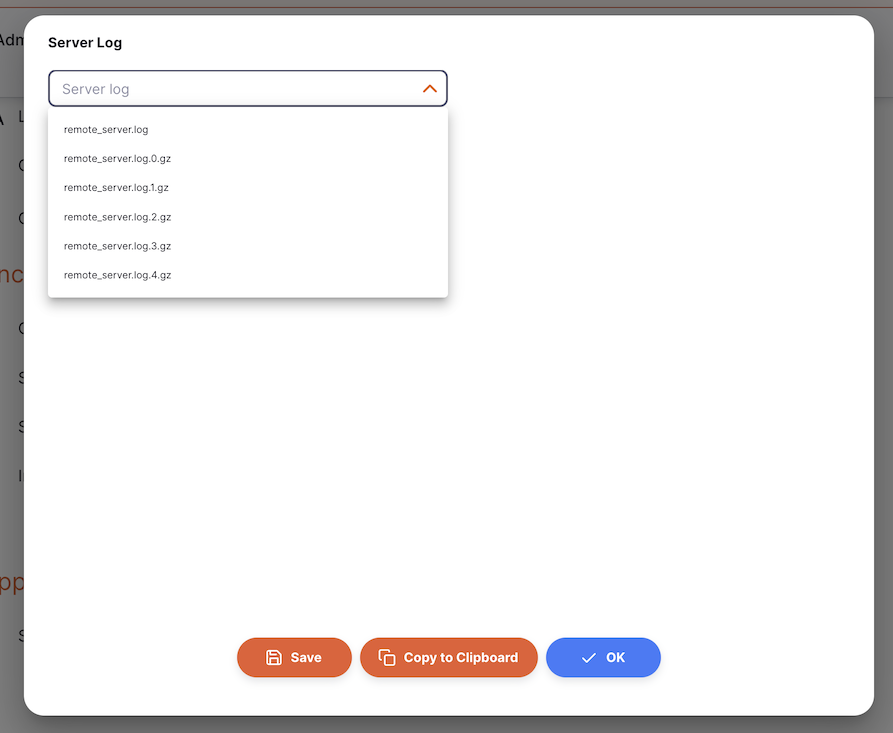 Adm
Server Log
Server log
remote_server.log
remote_server.log.0.gz
remote_server.log.1.gz
remote_server.log.2.gz
remote_server.log.3.gz
remote_server.log.4.gz
Save
Copy to Clipboard
OK